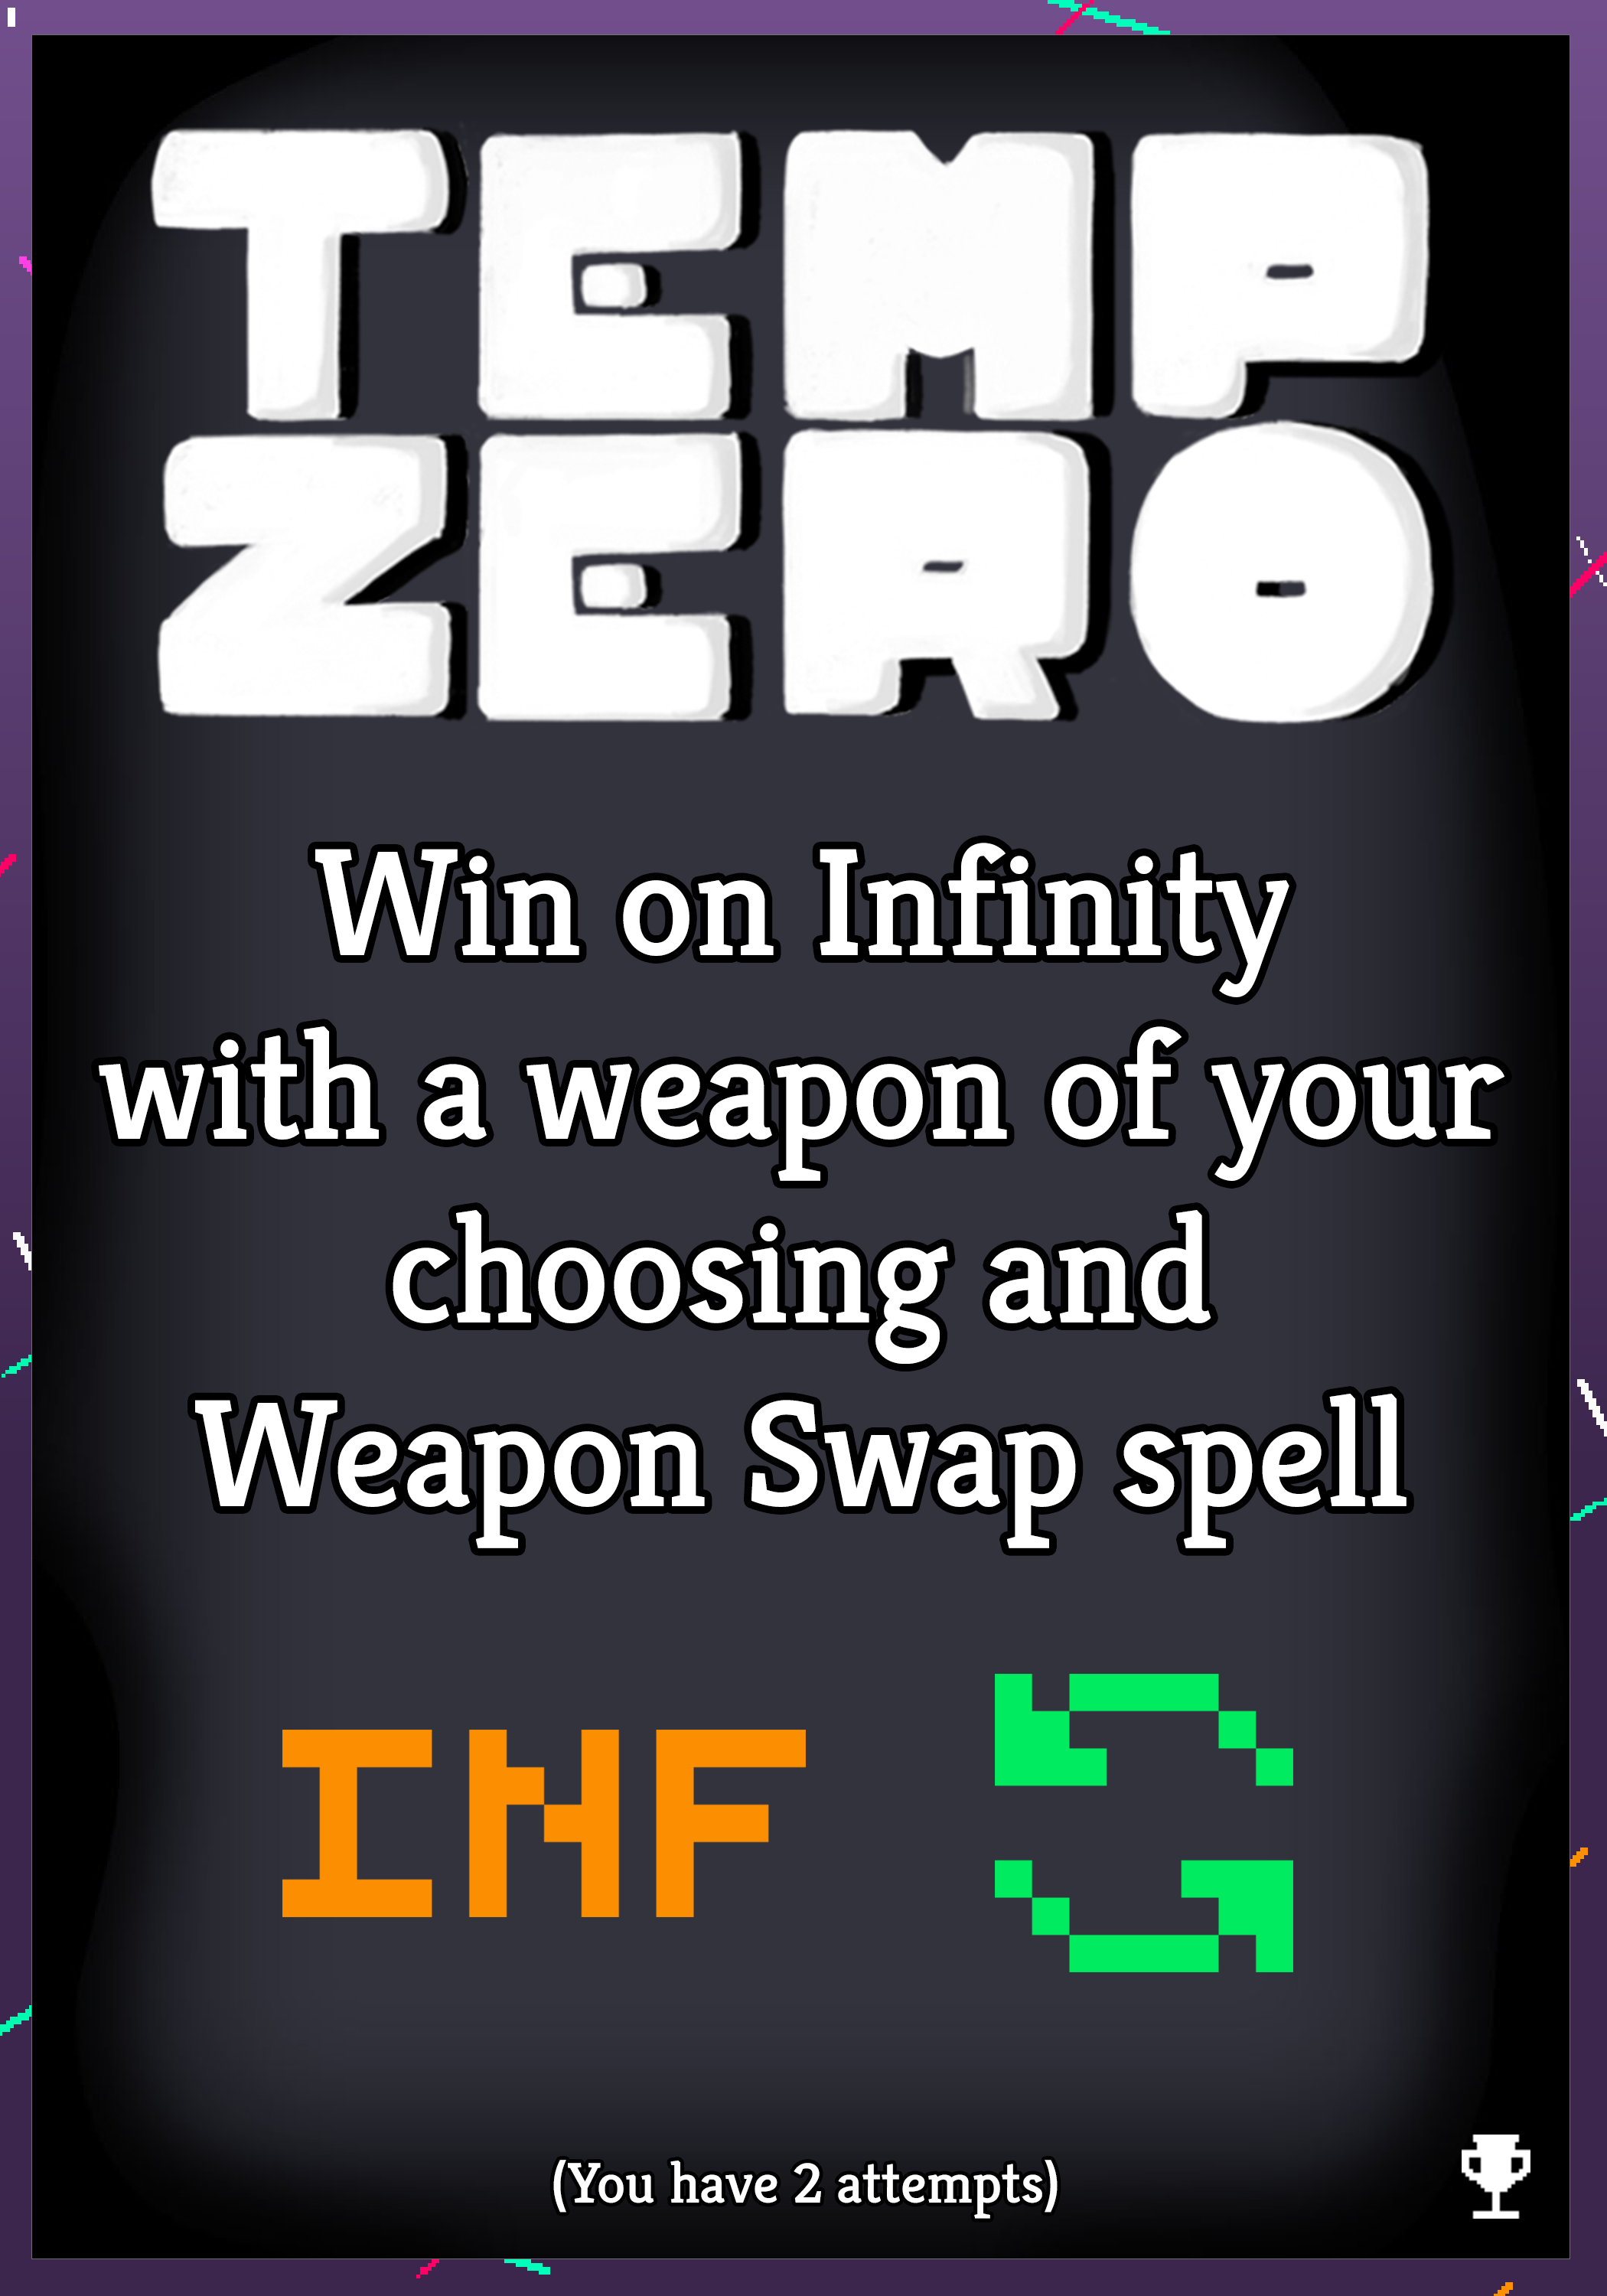 TEMP
ZERO
Win on Infinity
with a weapon of your
choosing and
Weapon Swap spell
INF
(You have 2 attempts)